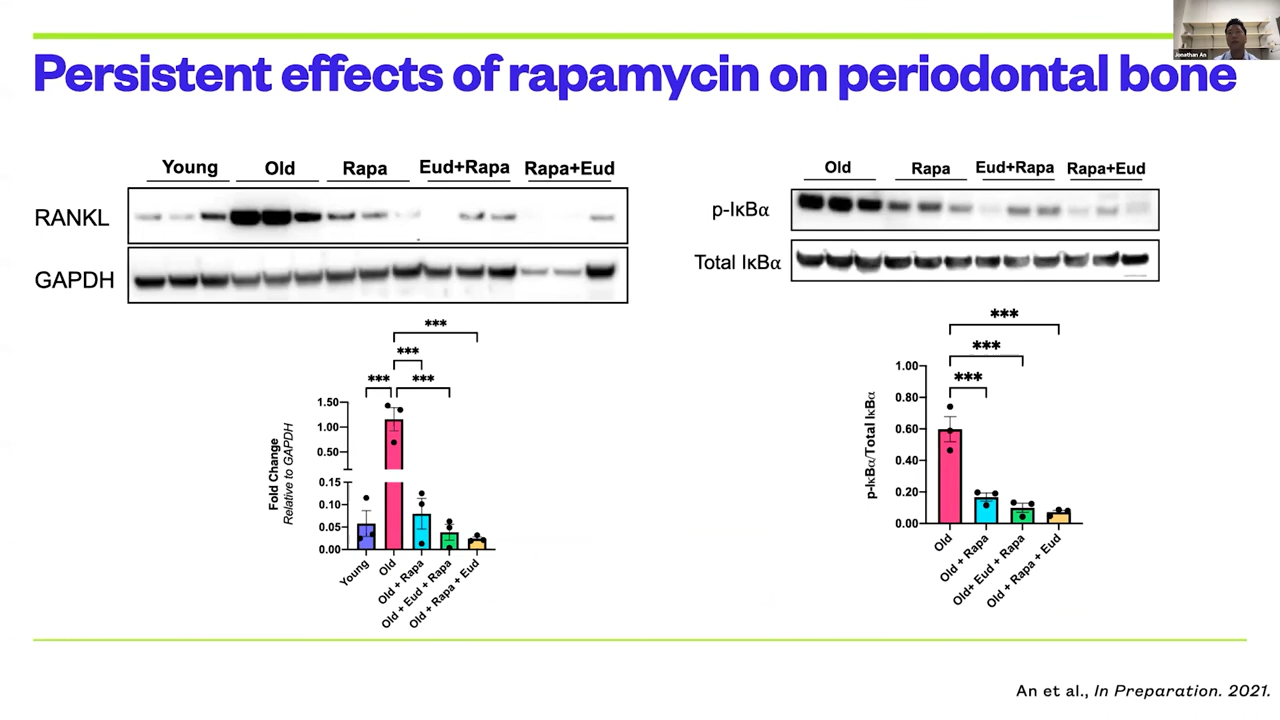 Jonathan An
Persistent effects of rapamycin on periodontal bone
Young Old Rapa Eud+Rapa Rapa+Eud
RANKL
GAPDH
Old Rapa Eud+Rapa Rapa+Eud
p-IκBα
Total IκBα
***
***
*** ***
Fold Change
Relative to GAPDH
1.50
1.00
0.50
0.15
0.10
0.05
0.00
Young
Old
Old + Rapa
Old + Eud + Rapa
Old + Rapa + Eud
***
***
***
p-IκBα/Total IκBα
1.00
0.80
0.60
0.40
0.20
0.00
Old
Old + Rapa
Old+ Eud + Rapa
Old + Rapa + Eud
An et al., In Preparation. 2021.